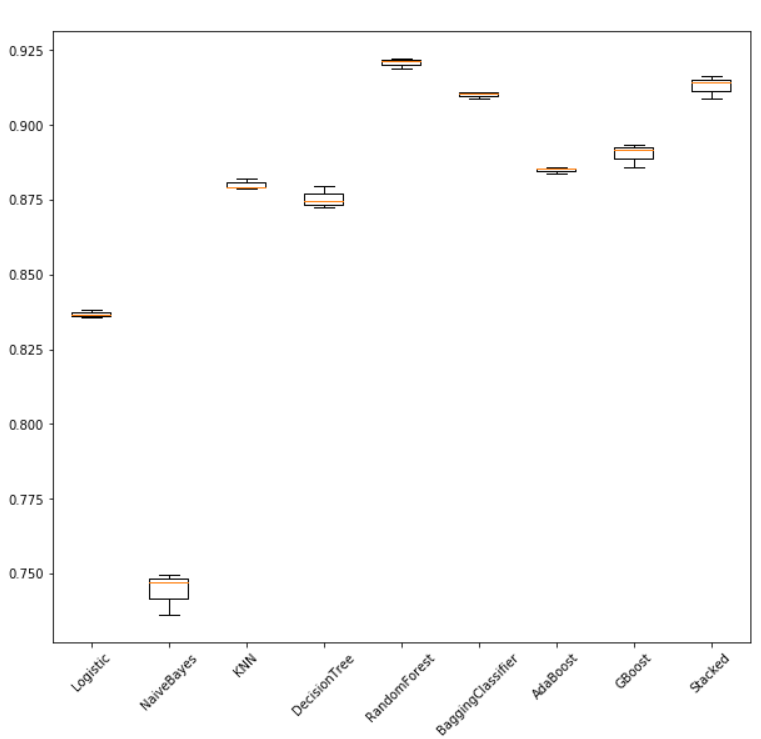 0.925
0.900
0.875
0.850
0.825
0.800
0.775
0.750
Logistic
NaiveBayes
KNN
DecisionTree
RandomForest
BaggingClassifier
AdaBoost
GBoost
Stacked